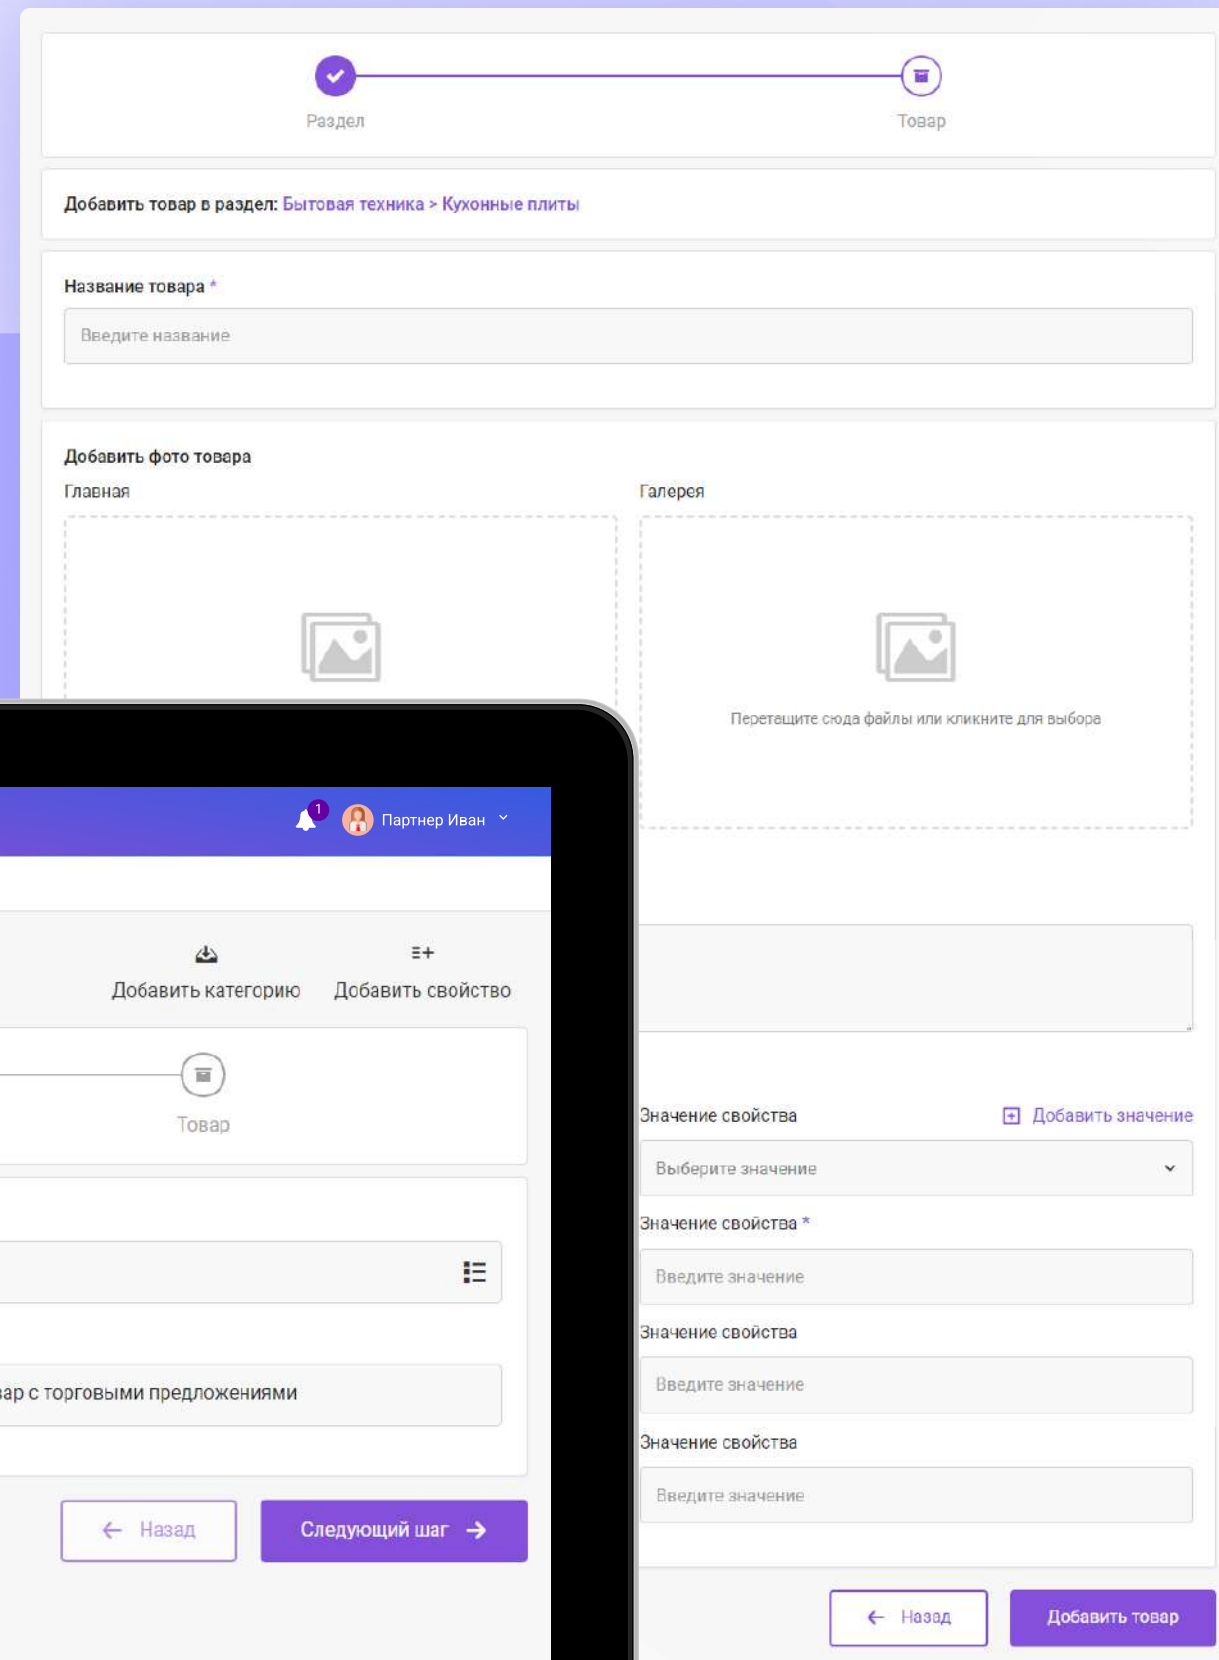 Раздел
Товар
Добавить товар в раздел: Бытовая техника > Кухонные плиты
Название товара *
Введите название
Добавить фото товара
Главная
Галерея
Перетащите сюда файлы или кликните для выбора
1
Партнер Иван
Добавить категорию
Добавить свойство
Товар
вар с торговыми предложениями
Назад
Следующий шаг
Значение свойства
Добавить значение
Выберите значение
Значение свойства *
Введите значение
Значение свойства
Введите значение
Значение свойства
Введите значение
Назад
Добавить товар